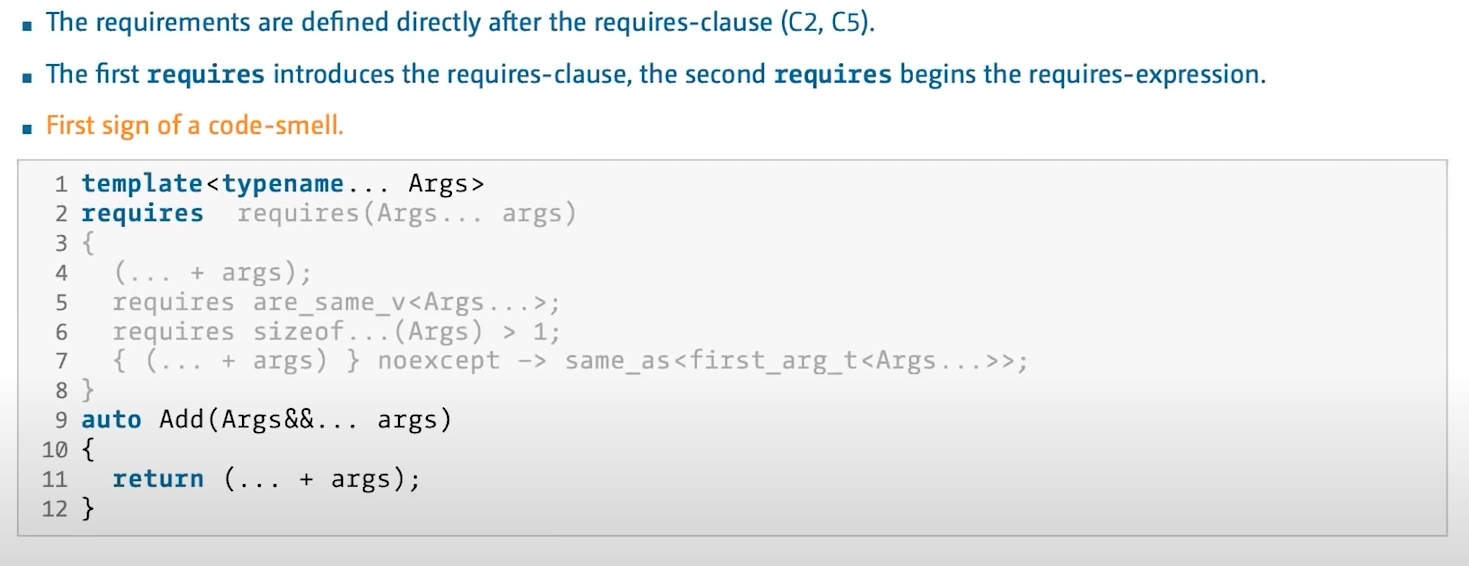 ▪ The requirements are defined directly after the requires-clause (C2, C5).
▪ The first requires introduces the requires-clause, the second requires begins the requires-expression.
▪ First sign of a code-smell.
1 template<typename... Args>
2 requires  requires(Args... args)
3 {
4   (... + args);
5   requires are_same_v<Args...>;
6   requires sizeof...(Args) > 1;
7   { (... + args) } noexcept -> same_as<first_arg_t<Args...>>;
8 }
9 auto Add(Args&&... args)
10 {
11   return (... + args);
12 }